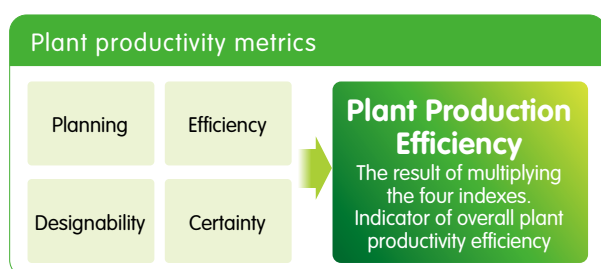 Plant productivity metrics
Planning
Efficiency
Designability
Certainty
Plant Production
Efficiency
The result of multiplying
the four indexes.
Indicator of overall plant
productivity efficiency